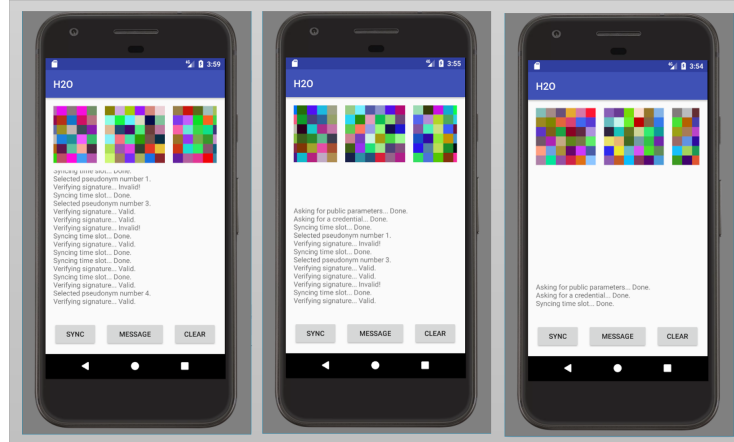 3:59
H2O
Syncing time slot... Done.
Selected pseudonym number 1.
Verifying signature... Invalid!
Syncing time slot... Done.
Selected pseudonym number 3.
Verifying signature... Valid.
Verifying signature... Valid.
Verifying signature... Invalid!
Syncing time slot... Done.
Verifying signature... Valid.
Syncing time slot... Done.
Syncing time slot... Done.
Verifying signature... Valid.
Syncing time slot... Done.
Verifying signature... Valid.
Selected pseudonym number 4.
Verifying signature... Valid.
SYNC MESSAGE CLEAR
3:55
H2O
Asking for public parameters... Done.
Asking for a credential... Done.
Syncing time slot... Done.
Selected pseudonym number 1.
Verifying signature... Invalid!
Syncing time slot... Done.
Selected pseudonym number 3.
Verifying signature... Valid.
Verifying signature... Valid.
Verifying signature... Invalid!
Syncing time slot... Done.
Verifying signature... Valid.
SYNC MESSAGE CLEAR
3:54
H2O
Asking for public parameters... Done.
Asking for a credential... Done.
Syncing time slot... Done.
SYNC MESSAGE CLEAR